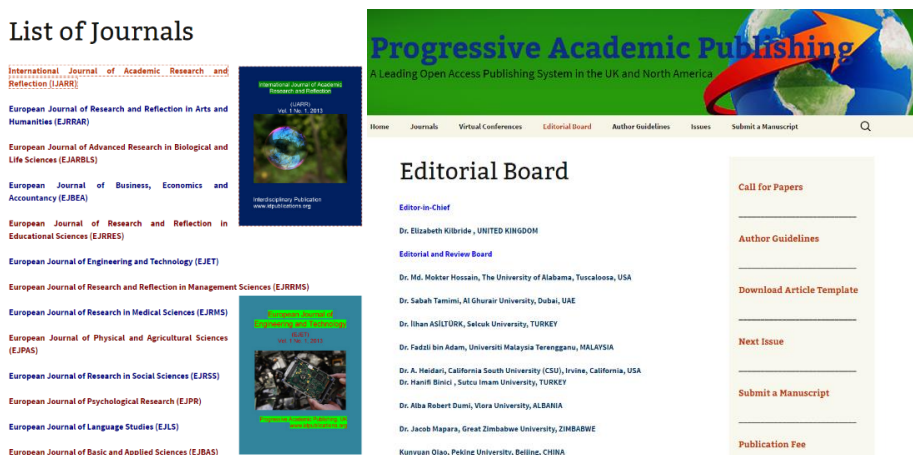 List of Journals
International Journal of Academic Research and
Reflection (IJARR)
European Journal of Research and Reflection in Arts and
Humanities (EJRRAR)
European Journal of Advanced Research in Biological and
Life Sciences (EJARBLS)
European Journal of Business, Economics and
Accountancy (EJBEA)
European Journal of Research and Reflection in
Educational Sciences (EJRRES)
European Journal of Engineering and Technology (EJET)
European Journal of Research and Reflection in Management Sciences (EJRRMS)
European Journal of Research in Medical Sciences (EJRMS)
European Journal of Physical and Agricultural Sciences
(EJPAS)
European Journal of Research in Social Sciences (EJRSS)
European Journal of Psychological Research (EJPR)
European Journal of Language Studies (EJLS)
European Journal of Basic and Applied Sciences (EJBAS)
International Journal of Academic
Research and Reflection
(IJARR)
Vol. 1 No. 1, 2013
Interdisciplinary Publication
www.idpublications.org
European Journal of
Engineering and Technology
(EJET)
Vol. 1 No. 1, 2013
Progressive Academic Publishing, UK
www.idpublications.org
Progressive Academic Publishing
A Leading Open Access Publishing System in the UK and North America
Home Journals Virtual Conferences Editorial Board Author Guidelines Issues Submit a Manuscript
Editorial Board
Editor-in-Chief
Dr. Elizabeth Kilbride , UNITED KINGDOM
Editorial and Review Board
Dr. Md. Mokter Hossain, The University of Alabama, Tuscaloosa, USA
Dr. Sabah Tamimi, Al Ghurair University, Dubai, UAE
Dr. İlhan ASİLTÜRK, Selcuk University, TURKEY
Dr. Fadzli bin Adam, Universiti Malaysia Terengganu, MALAYSIA
Dr. A. Heidari, California South University (CSU), Irvine, California, USA
Dr. Hanifi Binici , Sutcu Imam University, TURKEY
Dr. Alba Robert Dumi, Vlora University, ALBANIA
Dr. Jacob Mapara, Great Zimbabwe University, ZIMBABWE
Kunyuan Qiao, Peking University, Beijing, CHINA
Call for Papers
Author Guidelines
Download Article Template
Next Issue
Submit a Manuscript
Publication Fee